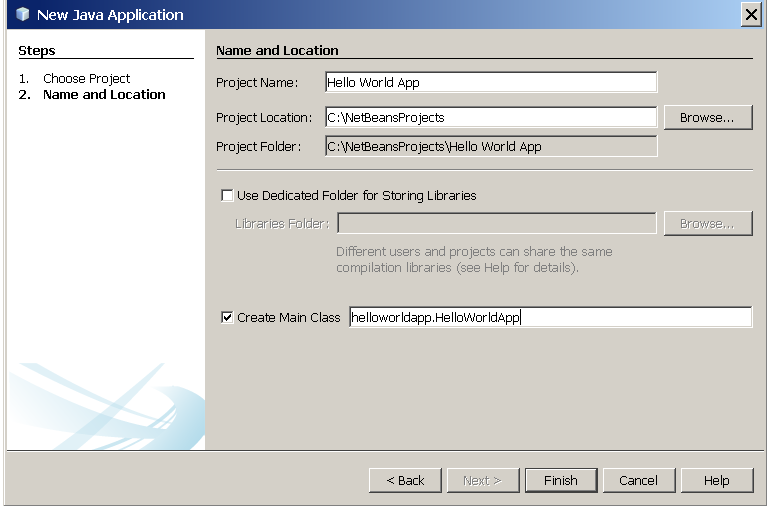 New Java Application
Steps
1. Choose Project
2. Name and Location
Name and Location
Project Name: Hello World App
Project Location: C:\NetBeansProjects Browse...
Project Folder: C:\NetBeansProjects\Hello World App
Use Dedicated Folder for Storing Libraries
Libraries Folder: Browse...
Different users and projects can share the same
compilation libraries (see Help for details).
Create Main Class helloworldapp.HelloWorldApp
< Back Next > Finish Cancel Help